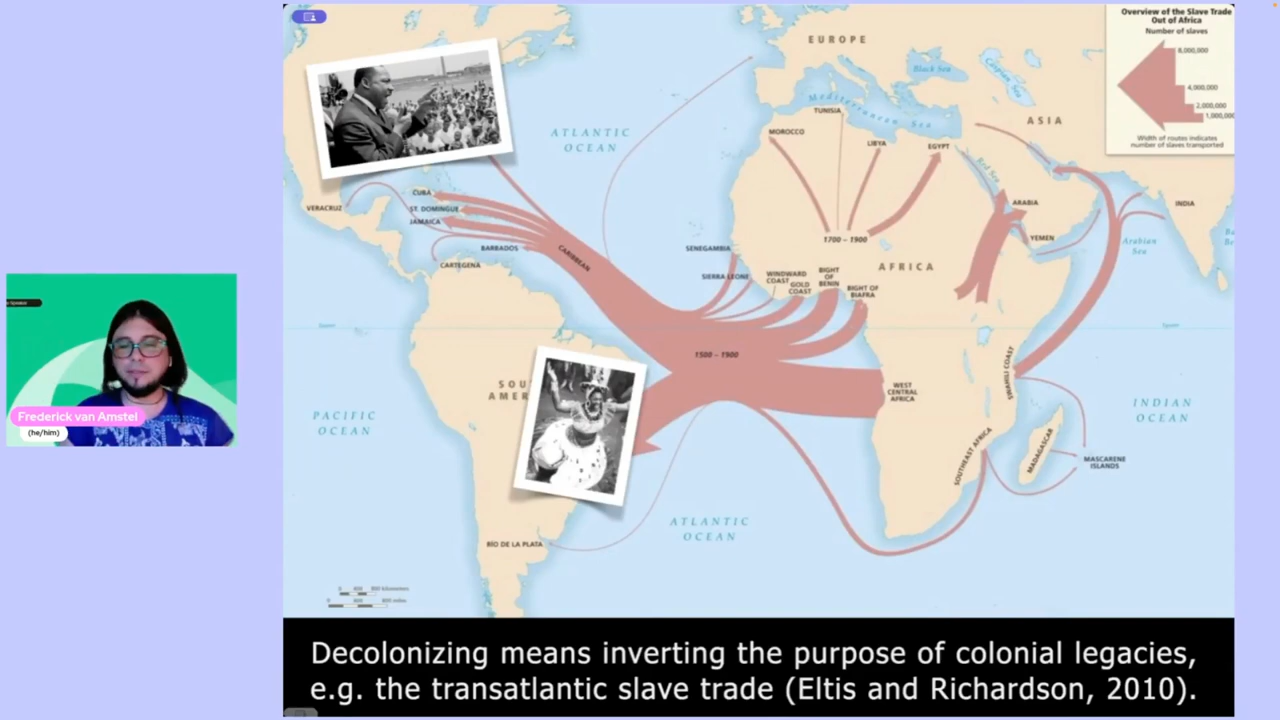 Overview of the Slave Trade
Out of Africa
Number of slaves
8,000,000
4,000,000
2,000,000
1,000,000
Width of routes indicates
number of slaves transported
EUROPE
Black Sea
Caspian Sea
ASIA
ATLANTIC
OCEAN
Mediterranean Sea
TUNISIA
MOROCCO
LIBYA
EGYPT
Red Sea
CUBA
VERACRUZ
ST. DOMINGUE
JAMAICA
ARABIA
INDIA
BARBADOS
CARIBBEAN
SENEGAMBIA
1700 – 1900
YEMEN
Arabian
Sea
CARTEGENA
SIERRA LEONE
WINDWARD
COAST
GOLD
COAST
BIGHT
OF
BENIN
BIGHT OF
BIAFRA
AFRICA
Equator
Equator
1500 – 1900
SOU
AMER
WEST
CENTRAL
AFRICA
SWAHILI COAST
PACIFIC
OCEAN
INDIAN
OCEAN
SOUTHEAST AFRICA
MADAGASCAR
MASCARENE
ISLANDS
ATLANTIC
OCEAN
RÍO DE LA PLATA
Frederick van Amstel
(he/him)
Decolonizing means inverting the purpose of colonial legacies,
e.g. the transatlantic slave trade (Eltis and Richardson, 2010).